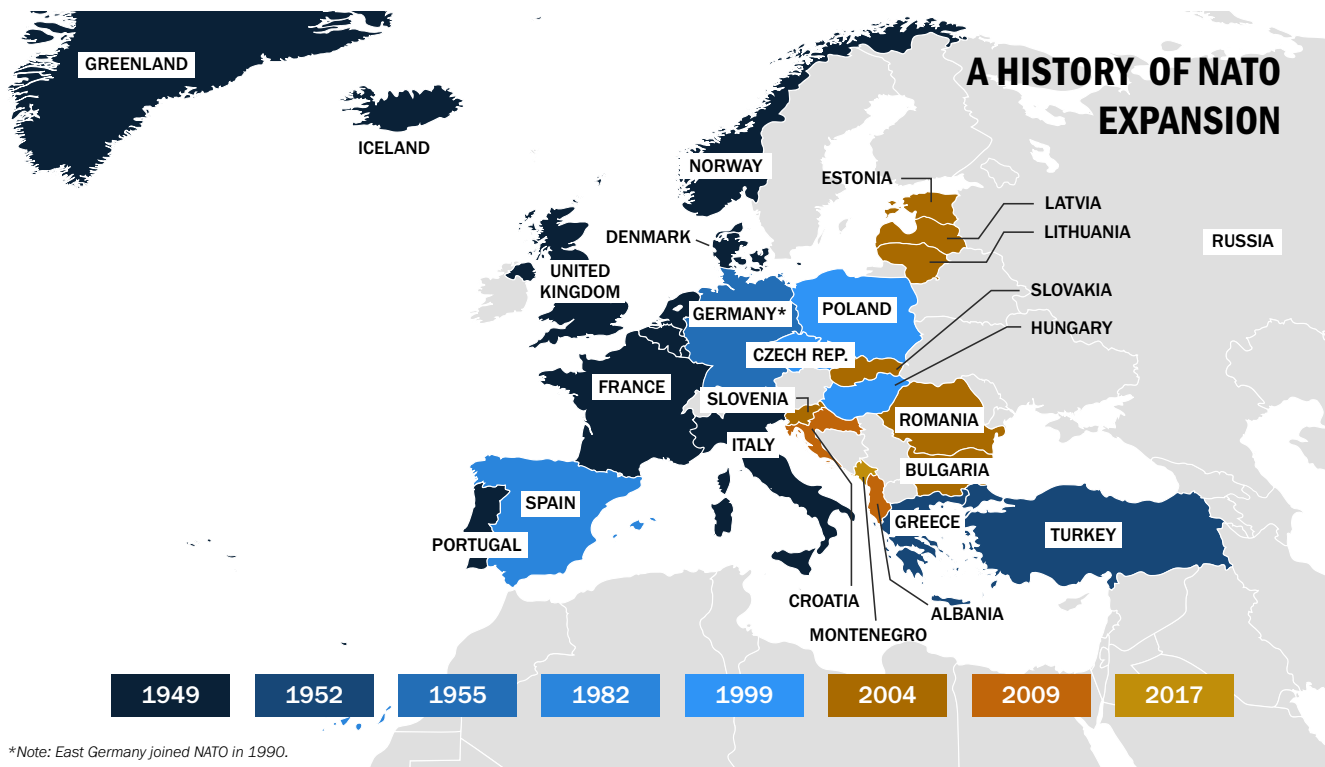 A HISTORY OF NATO
EXPANSION
GREENLAND
ICELAND
NORWAY
ESTONIA
LATVIA
LITHUANIA
RUSSIA
DENMARK
UNITED
KINGDOM
SLOVAKIA
GERMANY*
POLAND
HUNGARY
CZECH REP.
FRANCE
SLOVENIA
ROMANIA
ITALY
BULGARIA
SPAIN
GREECE
TURKEY
PORTUGAL
CROATIA
ALBANIA
MONTENEGRO
1949
1952
1955
1982
1999
2004
2009
2017
*Note: East Germany joined NATO in 1990.